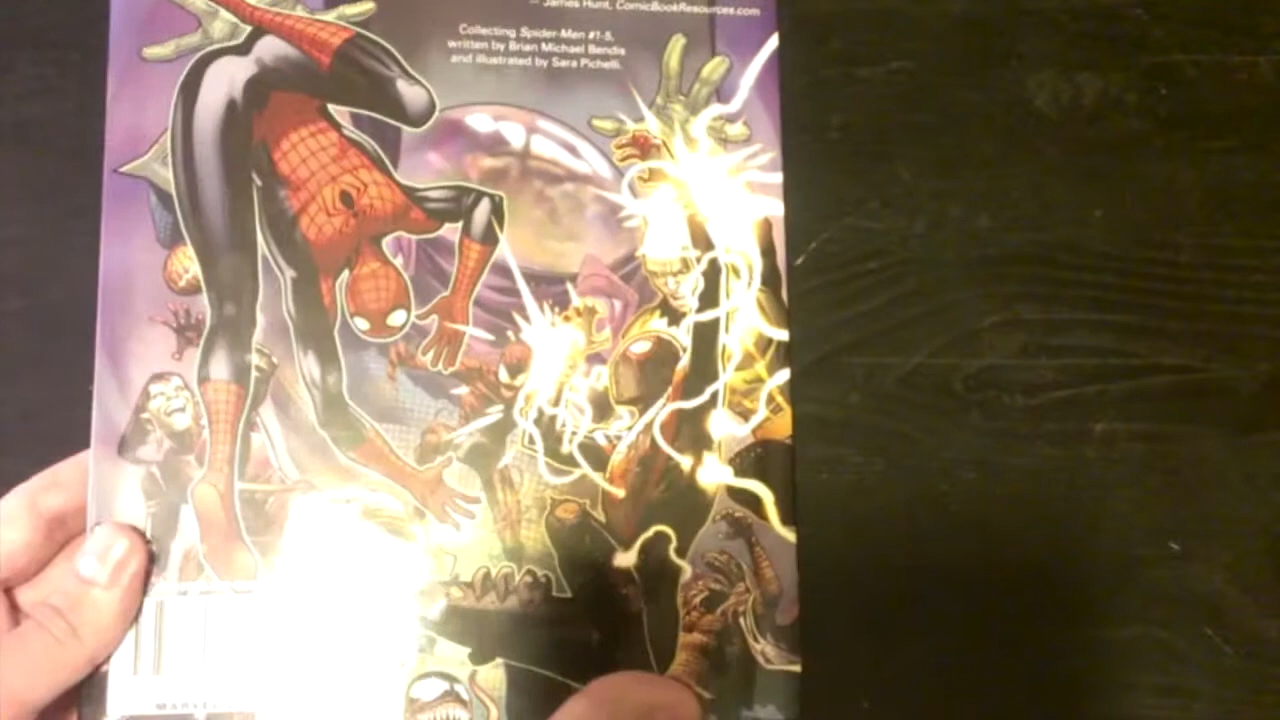 — James Hunt, ComicBookResources.com
Collecting Spider-Men #1-5,
written by Brian Michael Bendis
and illustrated by Sara Pichelli.
MARVEL